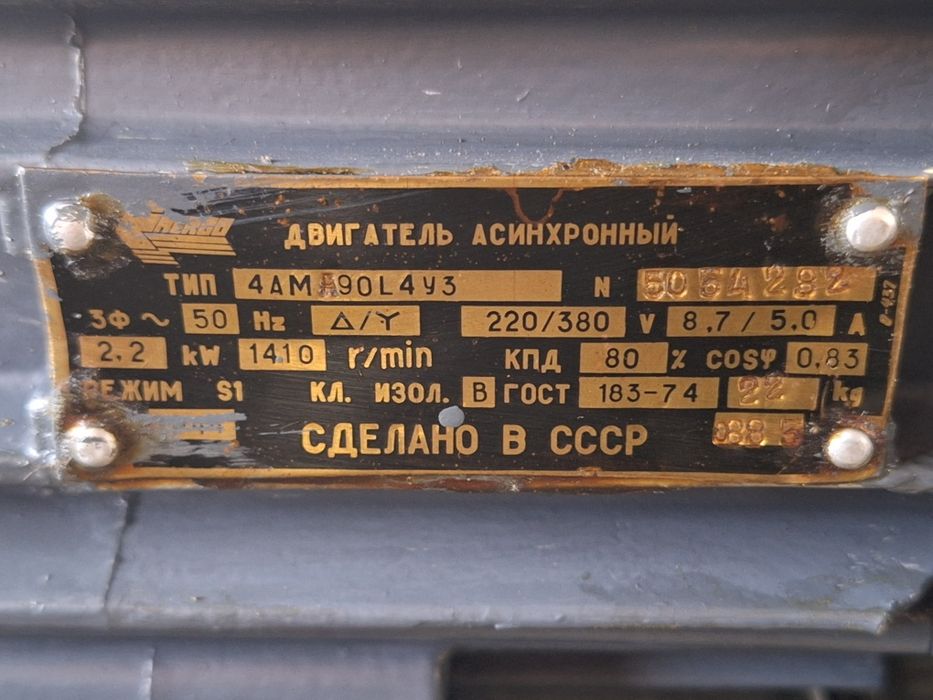 ДВИГАТЕЛЬ АСИНХРОННЫЙ
ТИП 4АМА90L4У3 N
3Ф ~ 50 Hz Δ/Y 220/380 V 8,7/5,0 A
2,2 kW 1410 r/min КПД 80 % COSφ 0,83
РЕЖИМ S1 КЛ. ИЗОЛ. В ГОСТ 183-74 22 kg
СДЕЛАНО В СССР